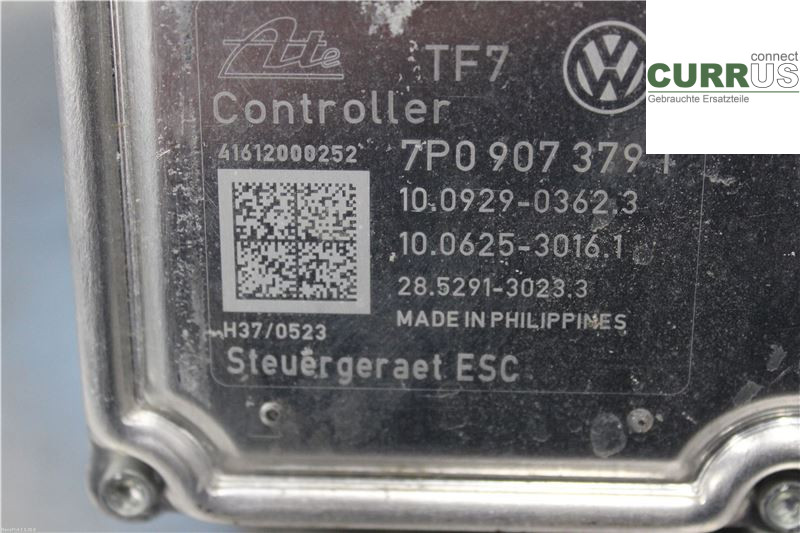 Ate TF7
connect
CURRUS
Gebrauchte Ersatzteile
Controller
41612000252 7P0 907 379
10.0929-0362.3
10.0625-3016.1
28.5291-3023.3
H37/0523 MADE IN PHILIPPINES
Steuergeraet ESC